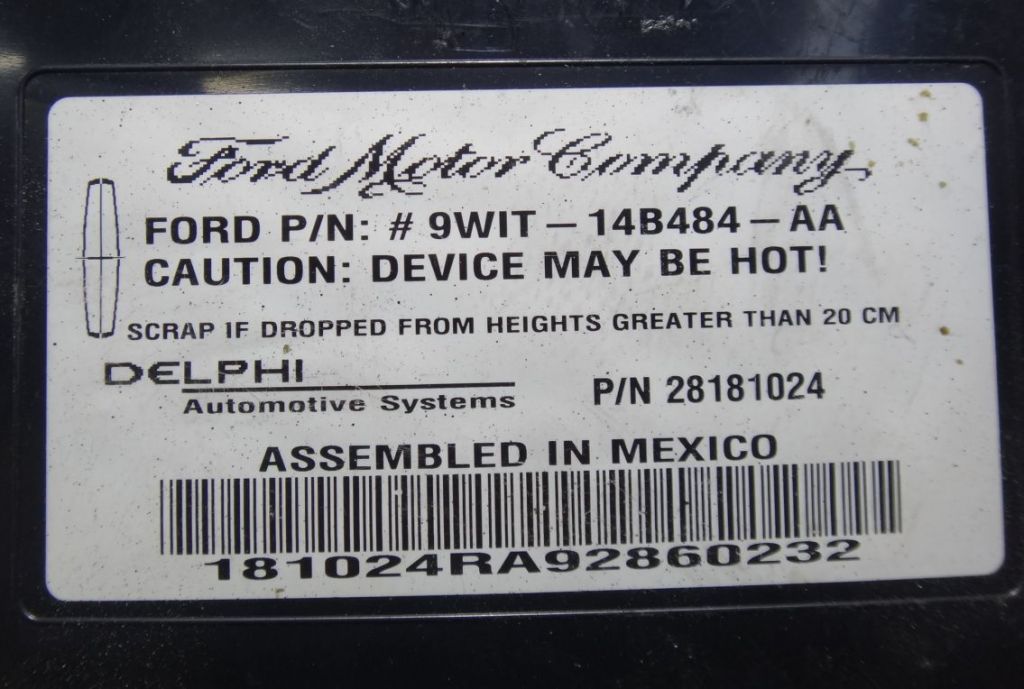 Ford Motor Company
FORD P/N: # 9WIT - 14B484 - AA
CAUTION: DEVICE MAY BE HOT!
SCRAP IF DROPPED FROM HEIGHTS GREATER THAN 20 CM
DELPHI
Automotive Systems
P/N 28181024
ASSEMBLED IN MEXICO
181024RA92860232